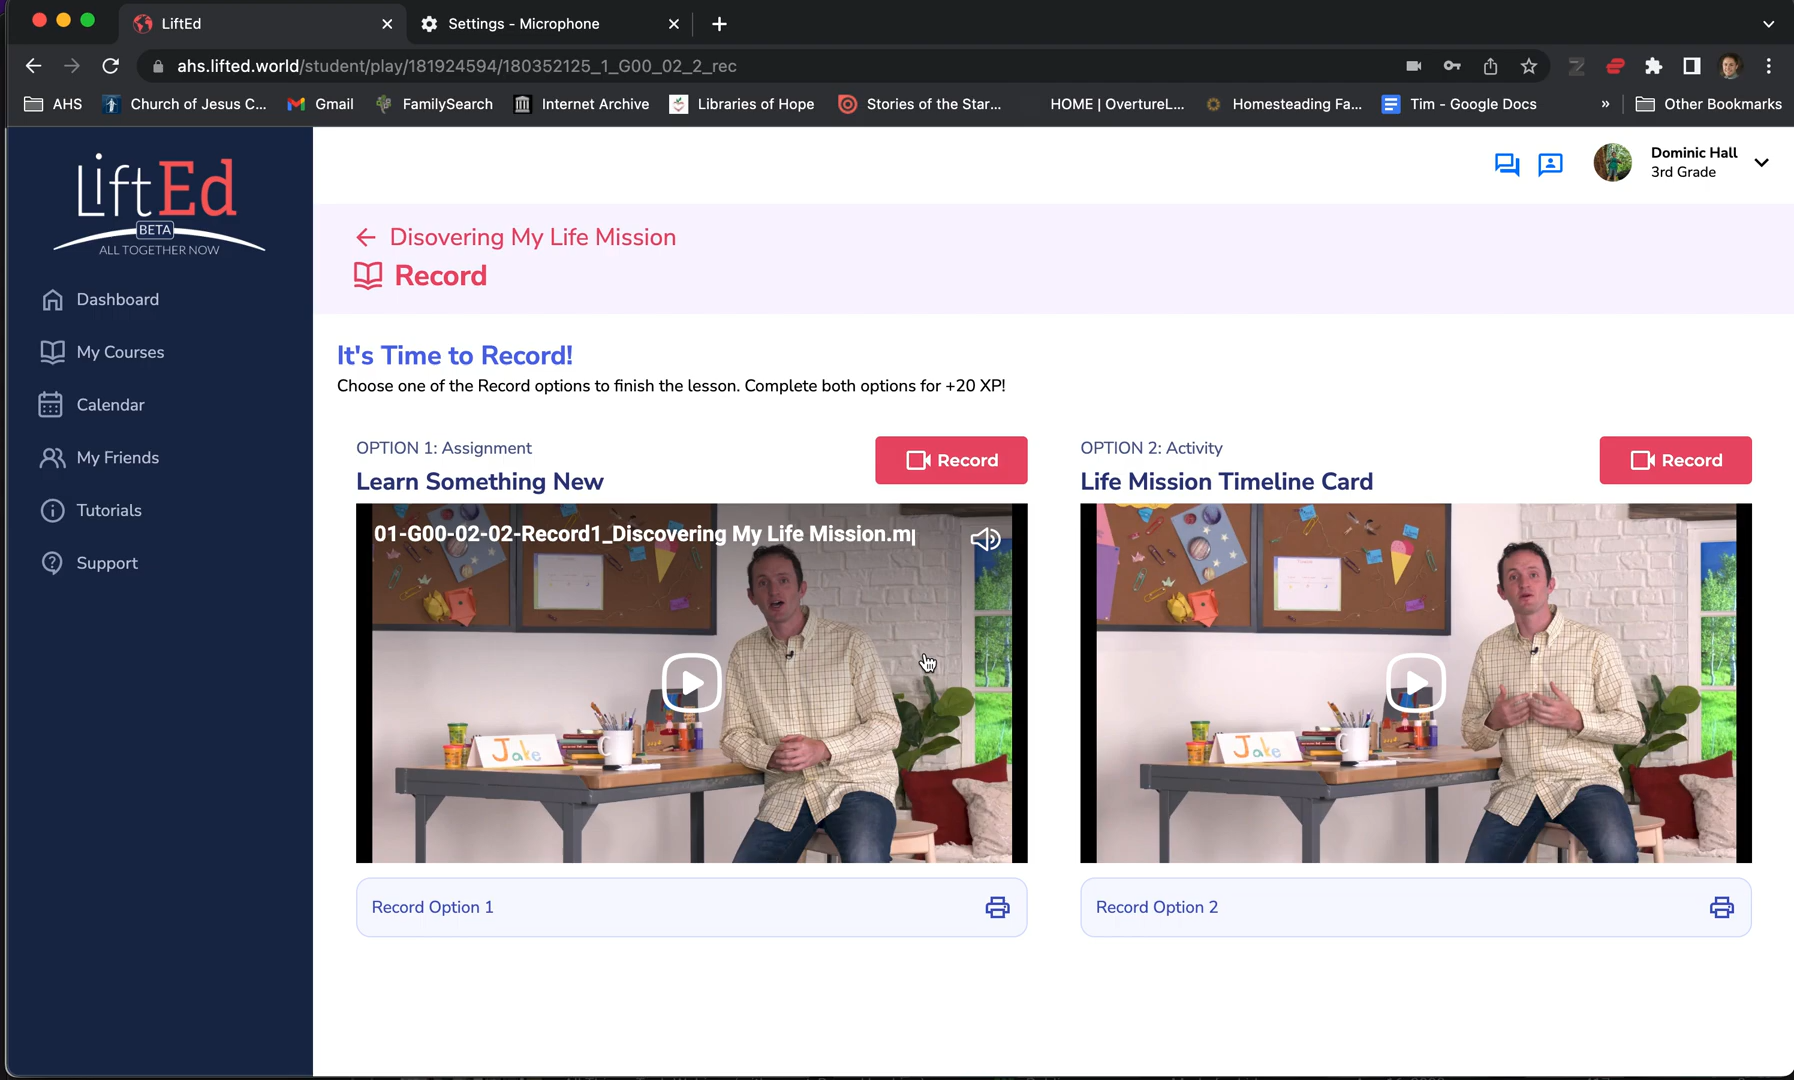 LiftEd
Settings - Microphone
ahs.lifted.world/student/play/181924594/180352125_1_G00_02_2_rec
AHS
Church of Jesus C...
Gmail
FamilySearch
Internet Archive
Libraries of Hope
Stories of the Star...
HOME | OvertureL...
Homesteading Fa...
Tim - Google Docs
»
Other Bookmarks
LiftEd
BETA
ALL TOGETHER NOW
Dashboard
My Courses
Calendar
My Friends
Tutorials
Support
Dominic Hall
3rd Grade
Disovering My Life Mission
Record
It's Time to Record!
Choose one of the Record options to finish the lesson. Complete both options for +20 XP!
OPTION 1: Assignment
Learn Something New
Record
01-G00-02-02-Record1_Discovering My Life Mission.m
Jake
Record Option 1
OPTION 2: Activity
Life Mission Timeline Card
Record
Jake
Record Option 2